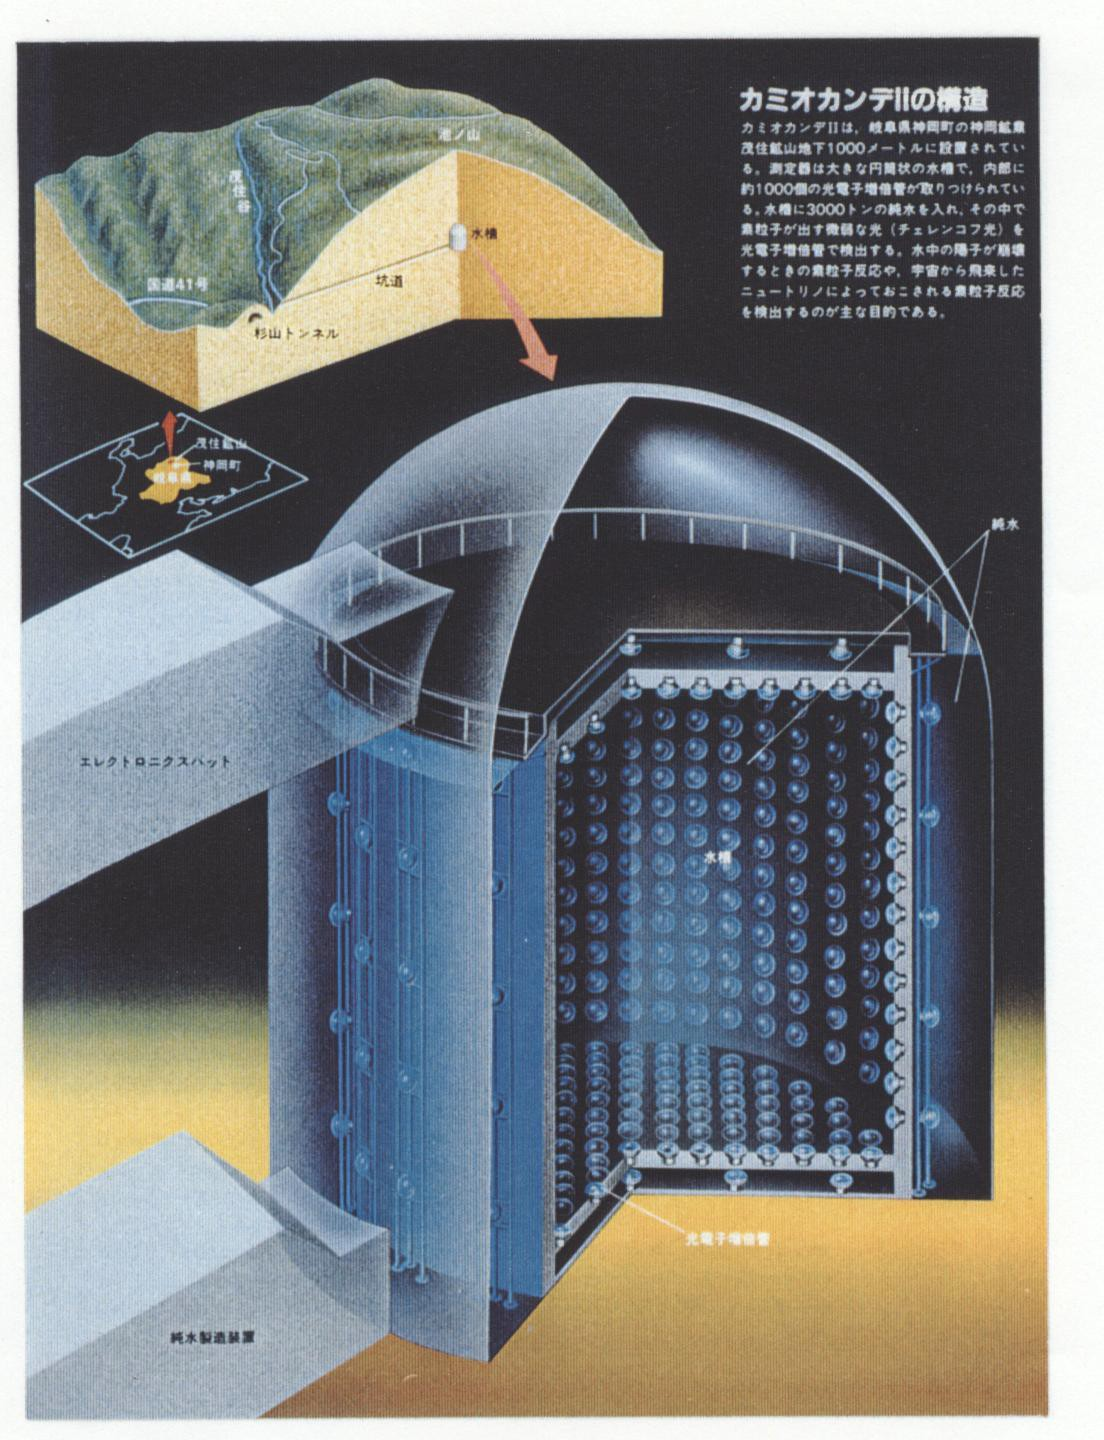 カミオカンデIIの構造
カミオカンデIIは、岐阜県神岡町の神岡鉱業
茂住鉱山地下1000メートルに設置されてい
る。測定器は大きな円筒状の水槽で、内部に
約1000個の光電子増倍管が取りつけられてい
る。水槽に3000トンの純水を入れ、その中で
素粒子が出す微弱な光（チェレンコフ光）を
光電子増倍管で検出する。水中の陽子が崩壊
するときの素粒子反応や、宇宙から飛来した
ニュートリノによっておこされる素粒子反応
を検出するのが主な目的である。
池ノ山
茂住谷
水槽
坑道
国道41号
杉山トンネル
茂住鉱山
神岡町
岐阜県
純水
エレクトロニクスハット
水槽
光電子増倍管
純水製造装置